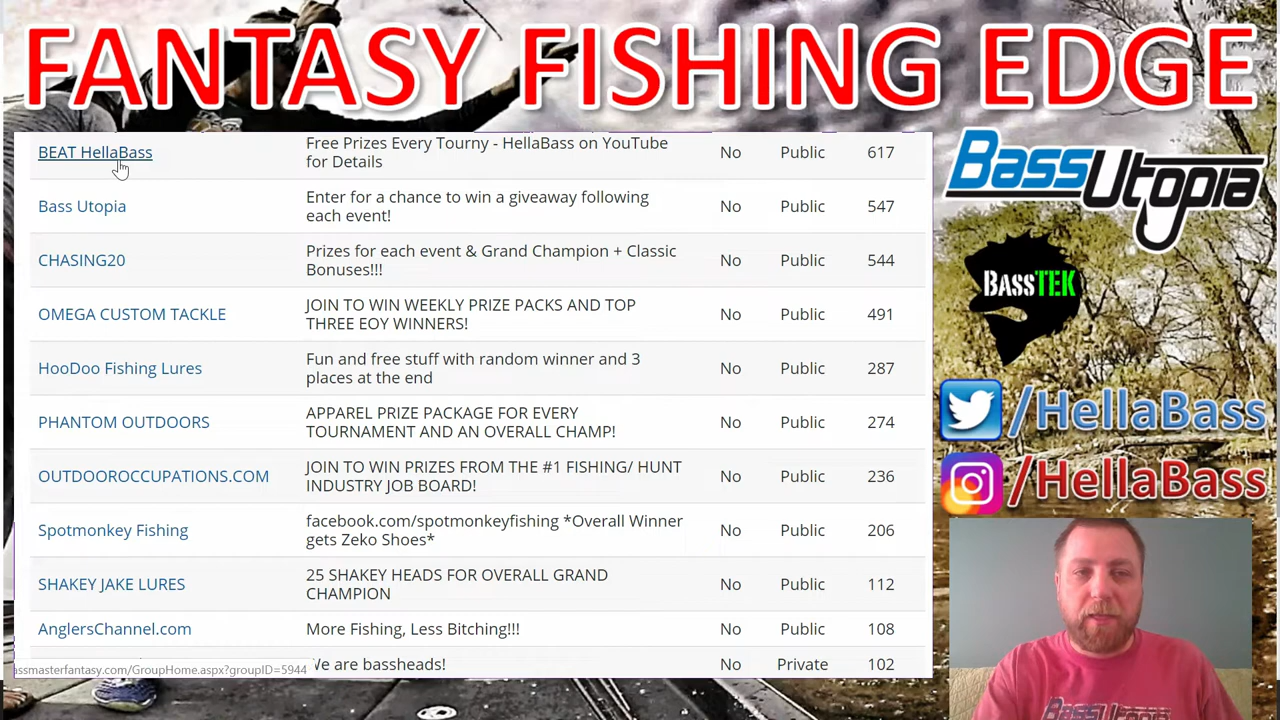 FANTASY FISHING EDGE
BEAT HellaBass
Free Prizes Every Tourny - HellaBass on YouTube
for Details
No
Public
617
Bass Utopia
Enter for a chance to win a giveaway following
each event!
No
Public
547
CHASING20
Prizes for each event & Grand Champion + Classic
Bonuses!!!
No
Public
544
OMEGA CUSTOM TACKLE
JOIN TO WIN WEEKLY PRIZE PACKS AND TOP
THREE EOY WINNERS!
No
Public
491
HooDoo Fishing Lures
Fun and free stuff with random winner and 3
places at the end
No
Public
287
PHANTOM OUTDOORS
APPAREL PRIZE PACKAGE FOR EVERY
TOURNAMENT AND AN OVERALL CHAMP!
No
Public
274
OUTDOOROCCUPATIONS.COM
JOIN TO WIN PRIZES FROM THE #1 FISHING/ HUNT
INDUSTRY JOB BOARD!
No
Public
236
Spotmonkey Fishing
facebook.com/spotmonkeyfishing *Overall Winner
gets Zeko Shoes*
No
Public
206
SHAKEY JAKE LURES
25 SHAKEY HEADS FOR OVERALL GRAND
CHAMPION
No
Public
112
AnglersChannel.com
More Fishing, Less Bitching!!!
No
Public
108
assmasterfantasy.com/GroupHome.aspx?groupID=5944
We are bassheads!
No
Private
102
BassUtopia
BASSTEK
/HellaBass
/HellaBass
BassUtopia